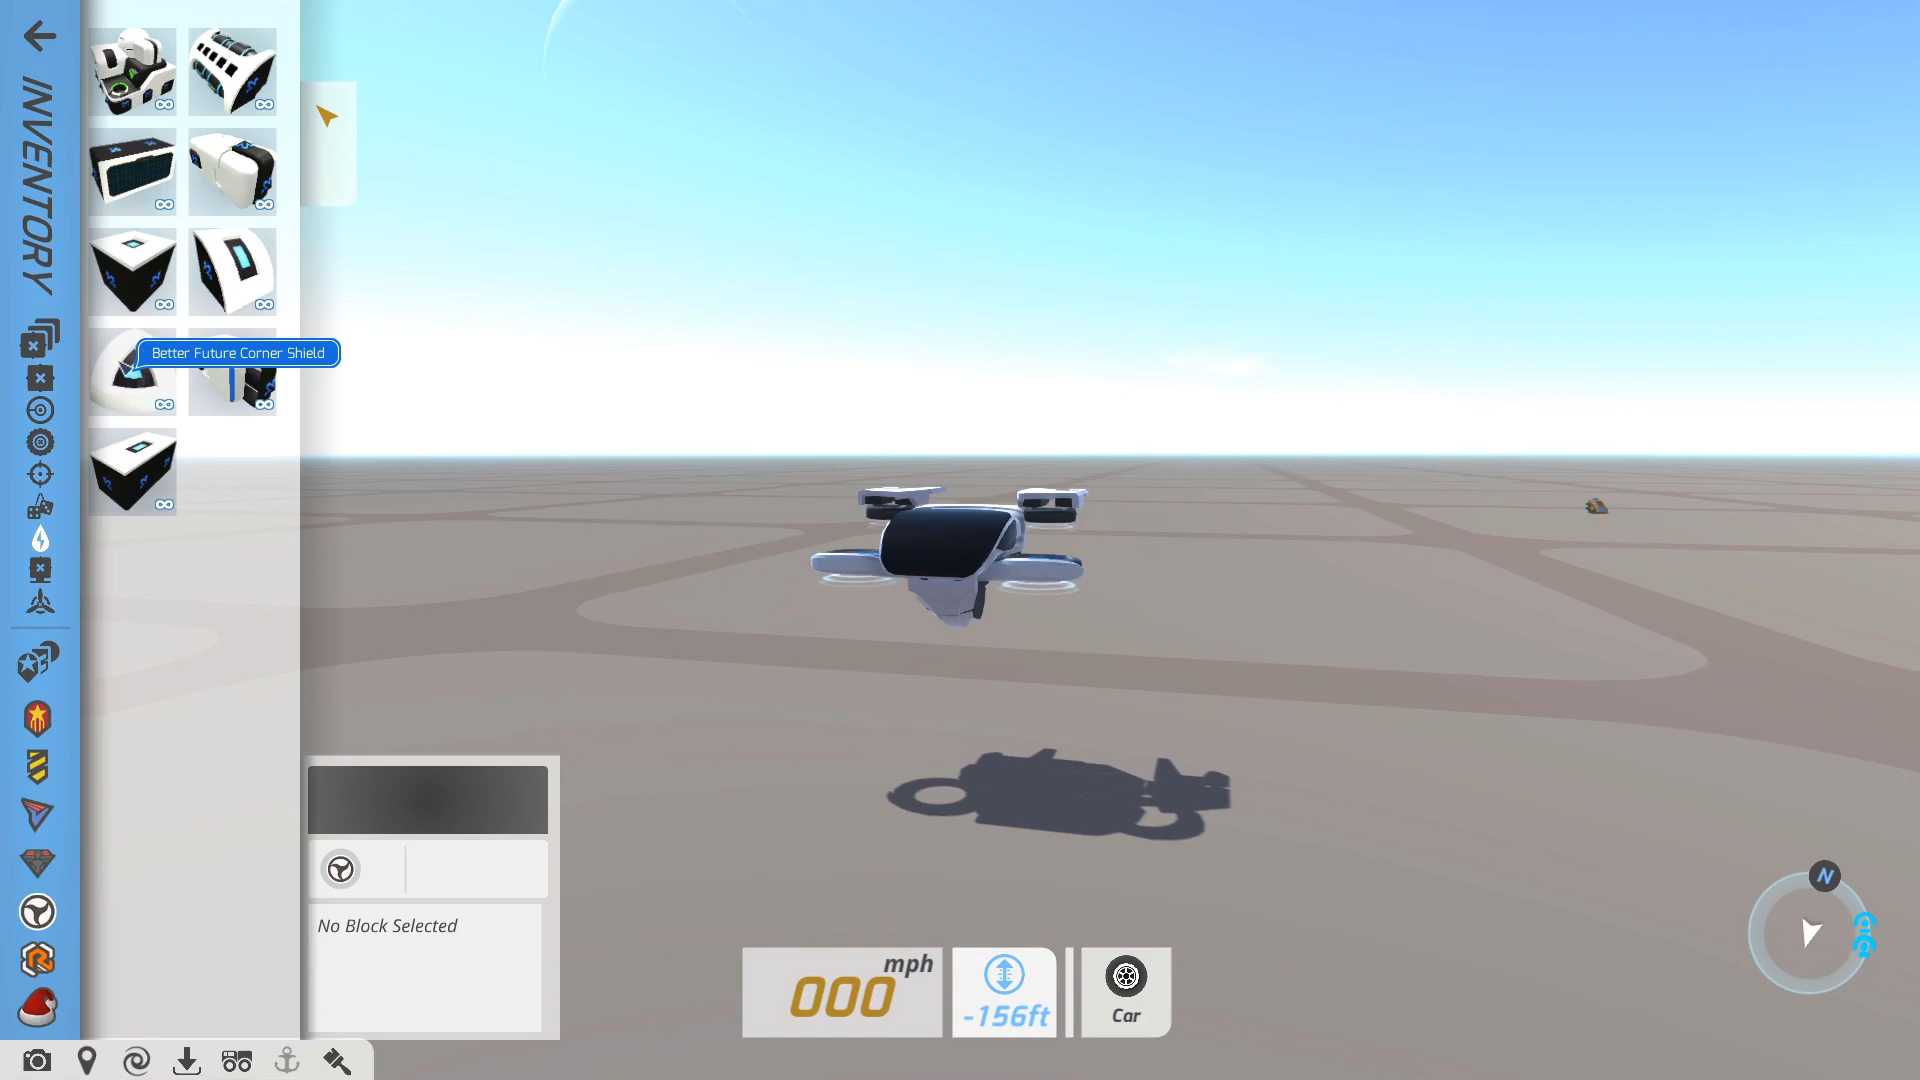 INVENTORY
Better Future Corner Shield
No Block Selected
mph
000
-156ft
Car
N